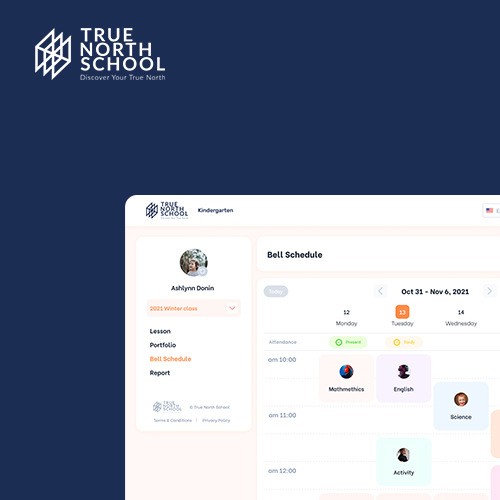 TRUE
NORTH
SCHOOL
Discover Your True North
TRUE
NORTH
SCHOOL
Kindergarten
Bell Schedule
Ashlynn Donin
2021 Winter class
Lesson
Portfolio
Bell Schedule
Report
TRUE
NORTH
SCHOOL
© True North School
Terms & Conditions | Privacy Policy
Today
Oct 31 - Nov 6, 2021
12
13
14
Monday
Tuesday
Wednesday
Attendance
Present
Tardy
am 10:00
Mathmethics
English
am 11:00
Science
Activity
am 12:00